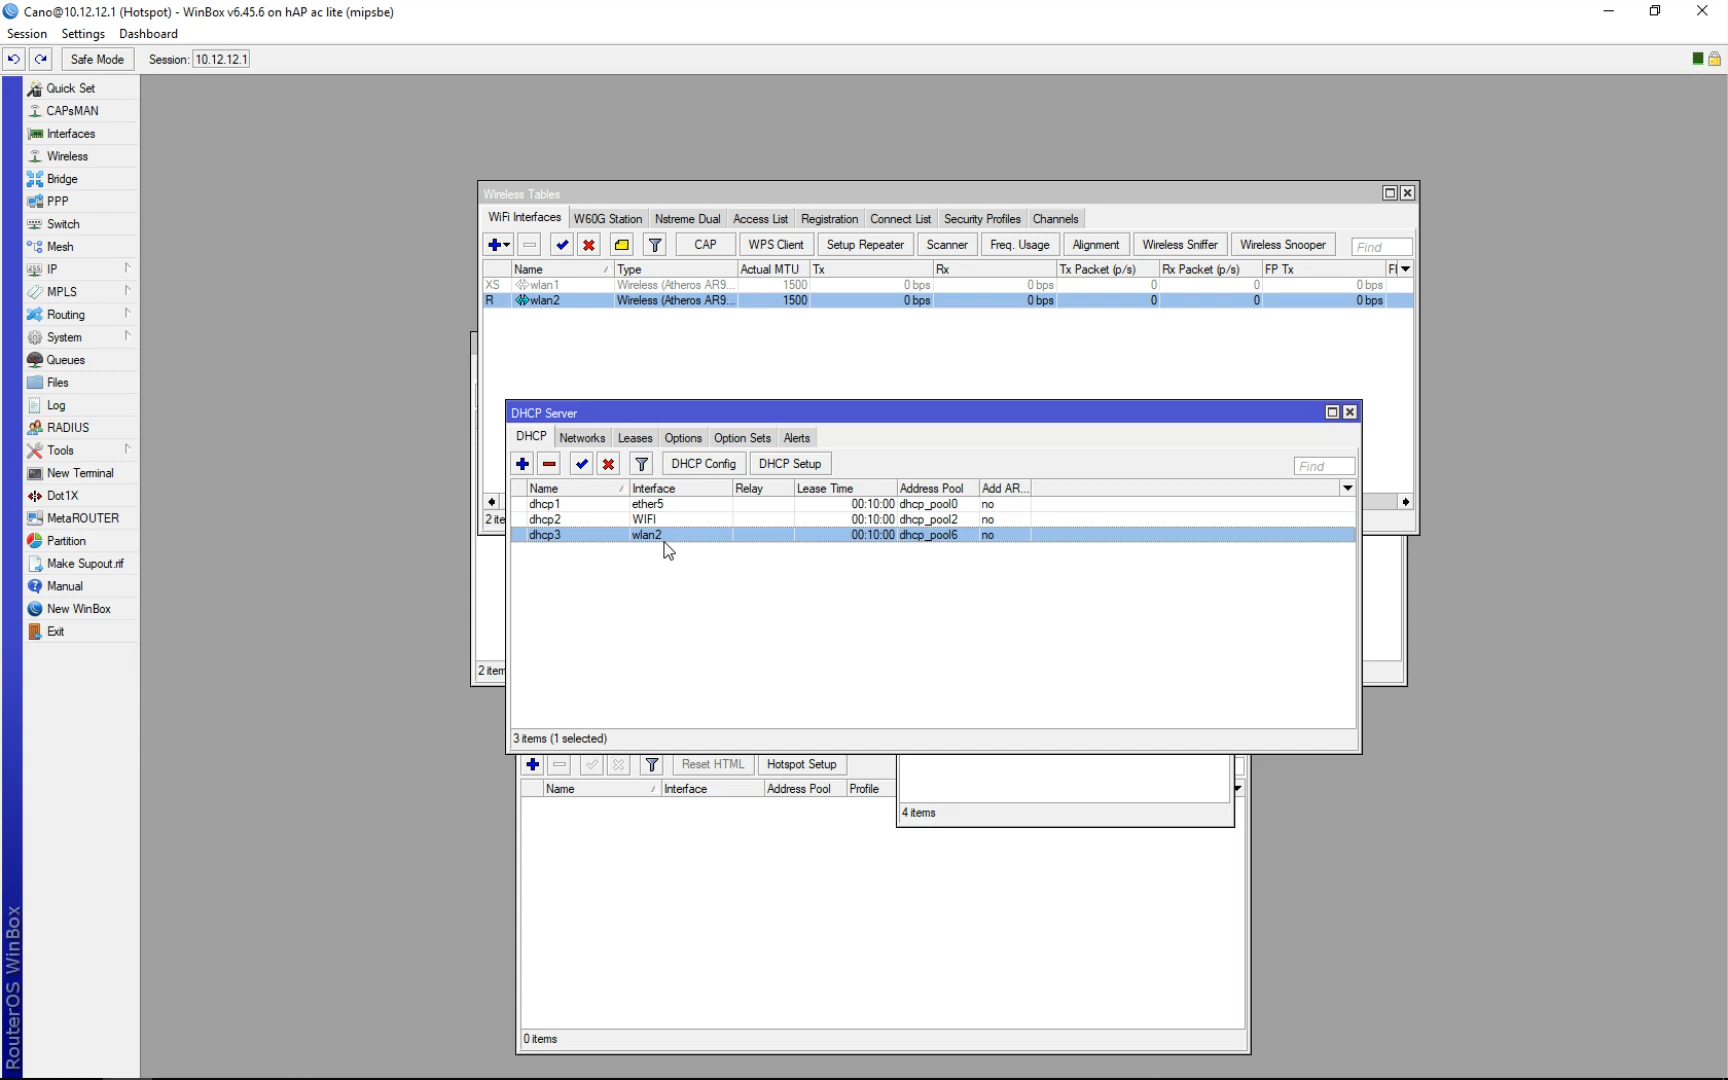 Cano@10.12.12.1 (Hotspot) - WinBox v6.45.6 on hAP ac lite (mipsbe)
Session Settings Dashboard
Safe Mode Session: 10.12.12.1
Quick Set
CAPsMAN
Interfaces
Wireless
Bridge
PPP
Switch
Mesh
IP
MPLS
Routing
System
Queues
Files
Log
RADIUS
Tools
New Terminal
Dot1X
MetaROUTER
Partition
Make Supout.rif
Manual
New WinBox
Exit
RouterOS WinBox
Wireless Tables
WiFi Interfaces W60G Station Nstreme Dual Access List Registration Connect List Security Profiles Channels
CAP WPS Client Setup Repeater Scanner Freq. Usage Alignment Wireless Sniffer Wireless Snooper Find
Name Type Actual MTU Tx Rx Tx Packet (p/s) Rx Packet (p/s) FP Tx
XS wlan1 Wireless (Atheros AR9... 1500 0 bps 0 bps 0 0 0 bps
R wlan2 Wireless (Atheros AR9... 1500 0 bps 0 bps 0 0 0 bps
DHCP Server
DHCP Networks Leases Options Option Sets Alerts
DHCP Config DHCP Setup Find
Name Interface Relay Lease Time Address Pool Add AR...
dhcp1 ether5 00:10:00 dhcp_pool0 no
dhcp2 WIFI 00:10:00 dhcp_pool2 no
dhcp3 wlan2 00:10:00 dhcp_pool6 no
3 items (1 selected)
2 ite
2 item
Reset HTML Hotspot Setup
Name Interface Address Pool Profile
4 items
0 items